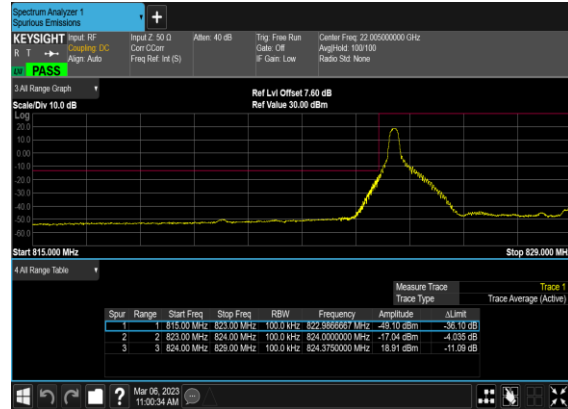 Spectrum Analyzer 1
Spurious Emissions
KEYSIGHT
R T
LXI PASS
Input: RF
Coupling: DC
Align: Auto
Input Z: 50 Ω
Corr CCorr
Freq Ref: Int (S)
Atten: 40 dB
Trig: Free Run
Gate: Off
IF Gain: Low
Center Freq: 22.005000000 GHz
Avg|Hold: 100/100
Radio Std: None
3 All Range Graph
Scale/Div 10.0 dB
Ref Lvl Offset 7.60 dB
Ref Value 30.00 dBm
Log
20.0
10.0
0.00
-10.0
-20.0
-30.0
-40.0
-50.0
-60.0
Start 815.000 MHz
Stop 829.000 MH
4 All Range Table
Measure Trace Trace 1
Trace Type Trace Average (Active)
Spur Range Start Freq Stop Freq RBW Frequency Amplitude ΔLimit
1 1 815.00 MHz 823.00 MHz 100.0 kHz 822.9866667 MHz -49.10 dBm -36.10 dB
2 2 823.00 MHz 824.00 MHz 100.0 kHz 824.0000000 MHz -17.04 dBm -4.035 dB
3 3 824.00 MHz 829.00 MHz 100.0 kHz 824.3750000 MHz 18.91 dBm -11.09 dB
?
Mar 06, 2023
11:00:34 AM